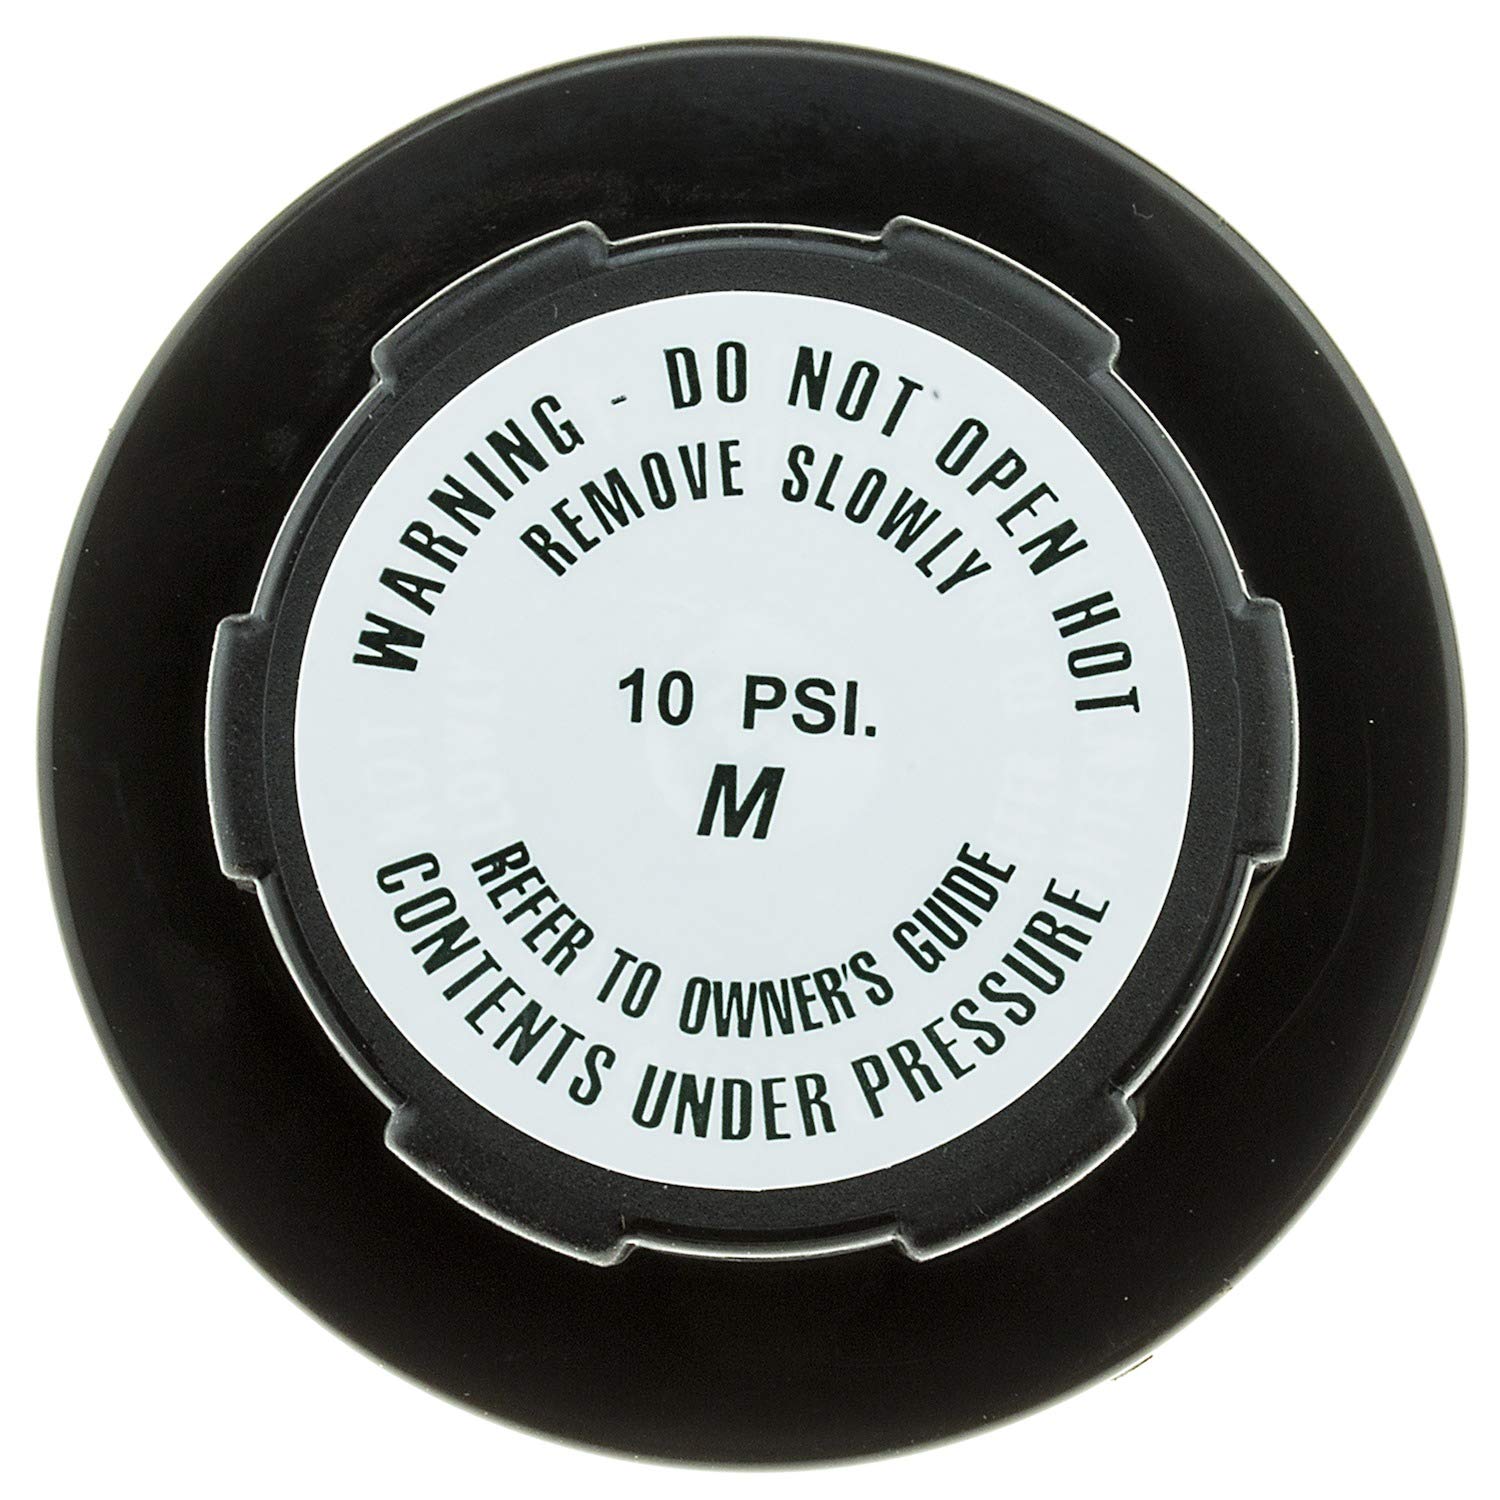 WARNING - DO NOT OPEN HOT
REMOVE SLOWLY
10 PSI.
M
REFER TO OWNER'S GUIDE
CONTENTS UNDER PRESSURE